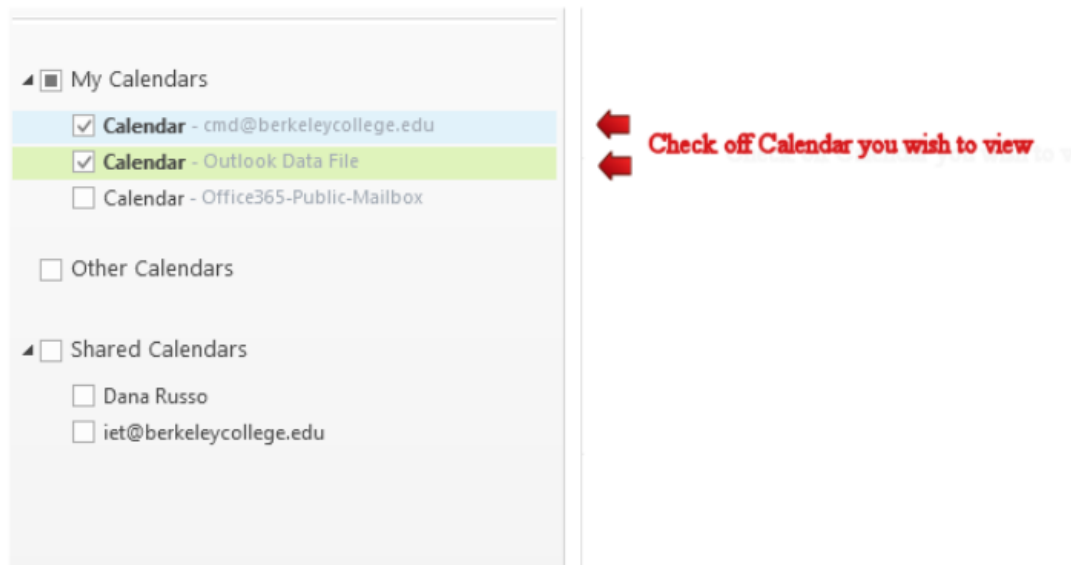 My Calendars
Calendar - cmd@berkeleycollege.edu
Calendar - Outlook Data File
Calendar - Office365-Public-Mailbox
Other Calendars
Shared Calendars
Dana Russo
iet@berkeleycollege.edu
Check off Calendar you wish to view